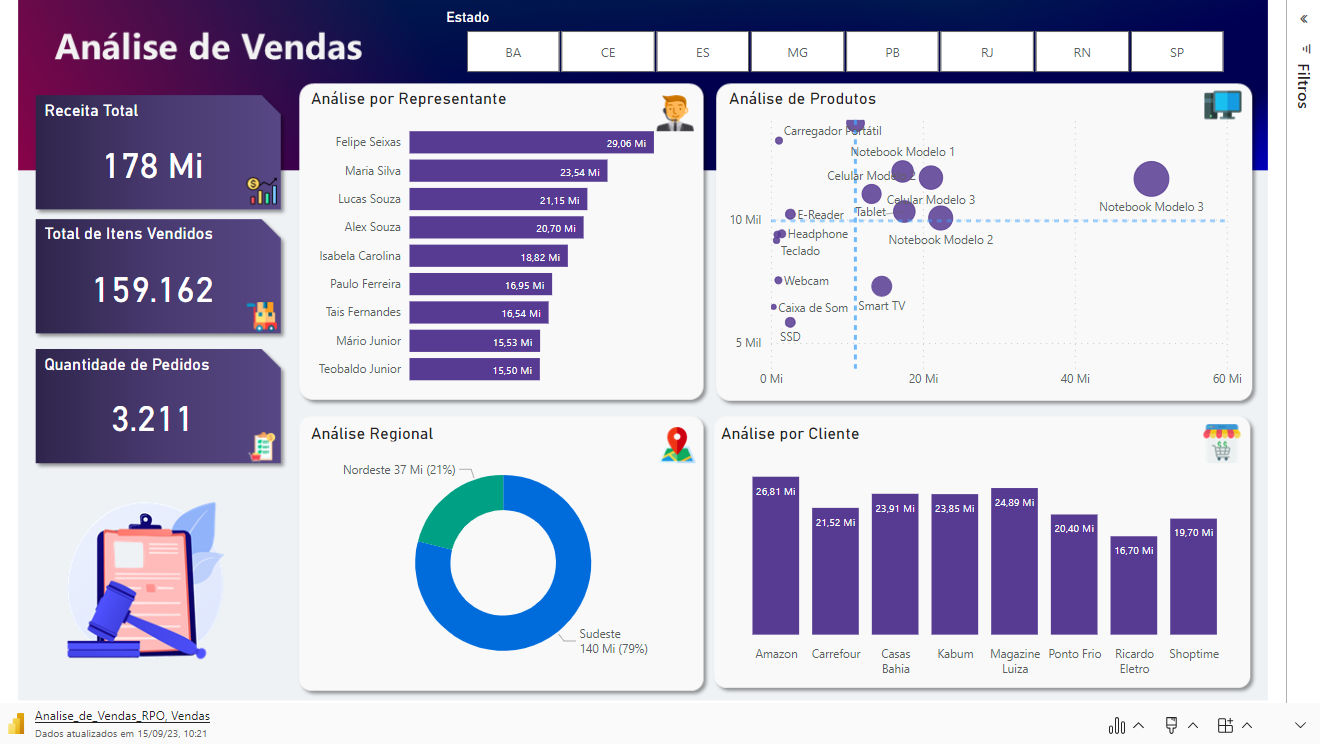 Análise de Vendas
Estado
BA
CE
ES
MG
PB
RJ
RN
SP
«
Filtros
Receita Total
178 Mi
Total de Itens Vendidos
159.162
Quantidade de Pedidos
3.211
Análise por Representante
Felipe Seixas 29,06 Mi
Maria Silva 23,54 Mi
Lucas Souza 21,15 Mi
Alex Souza 20,70 Mi
Isabela Carolina 18,82 Mi
Paulo Ferreira 16,95 Mi
Tais Fernandes 16,54 Mi
Mário Junior 15,53 Mi
Teobaldo Junior 15,50 Mi
Análise de Produtos
Carregador Portátil
Notebook Modelo 1
Celular Modelo 2
Notebook Modelo 3
Celular Modelo 3
Tablet
E-Reader
10 Mil
Headphone
Notebook Modelo 2
Teclado
Webcam
Caixa de Som
Smart TV
SSD
5 Mil
0 Mi
20 Mi
40 Mi
60 Mi
Análise Regional
Nordeste 37 Mi (21%)
Sudeste
140 Mi (79%)
Análise por Cliente
26,81 Mi
21,52 Mi
23,91 Mi
23,85 Mi
24,89 Mi
20,40 Mi
16,70 Mi
19,70 Mi
Amazon
Carrefour
Casas
Bahia
Kabum
Magazine
Luiza
Ponto Frio
Ricardo
Eletro
Shoptime
Analise_de_Vendas_RPO, Vendas
Dados atualizados em 15/09/23, 10:21